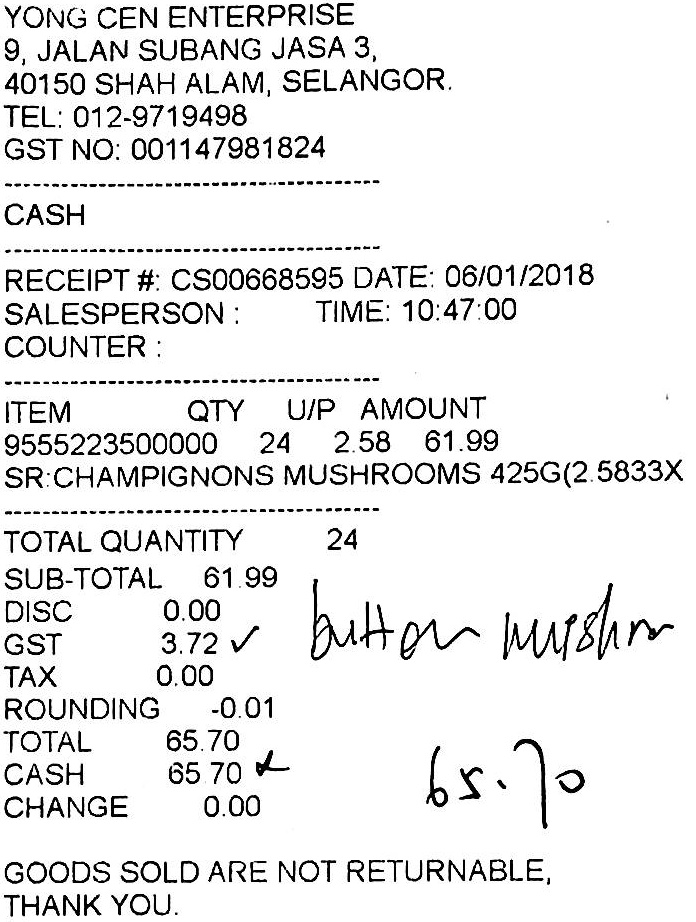 YONG CEN ENTERPRISE
9, JALAN SUBANG JASA 3,
40150 SHAH ALAM, SELANGOR.
TEL: 012-9719498
GST NO: 001147981824
-----------------------------------------
CASH
-----------------------------------------
RECEIPT #: CS00668595 DATE: 06/01/2018
SALESPERSON : TIME: 10:47:00
COUNTER :
-----------------------------------------
ITEM QTY U/P AMOUNT
9555223500000 24 2.58 61.99
SR:CHAMPIGNONS MUSHROOMS 425G(2.5833X
-----------------------------------------
TOTAL QUANTITY 24
SUB-TOTAL 61.99
DISC 0.00
GST 3.72 ✓
button mushr
TAX 0.00
ROUNDING -0.01
TOTAL 65.70
CASH 65.70
65.70
CHANGE 0.00
GOODS SOLD ARE NOT RETURNABLE,
THANK YOU.